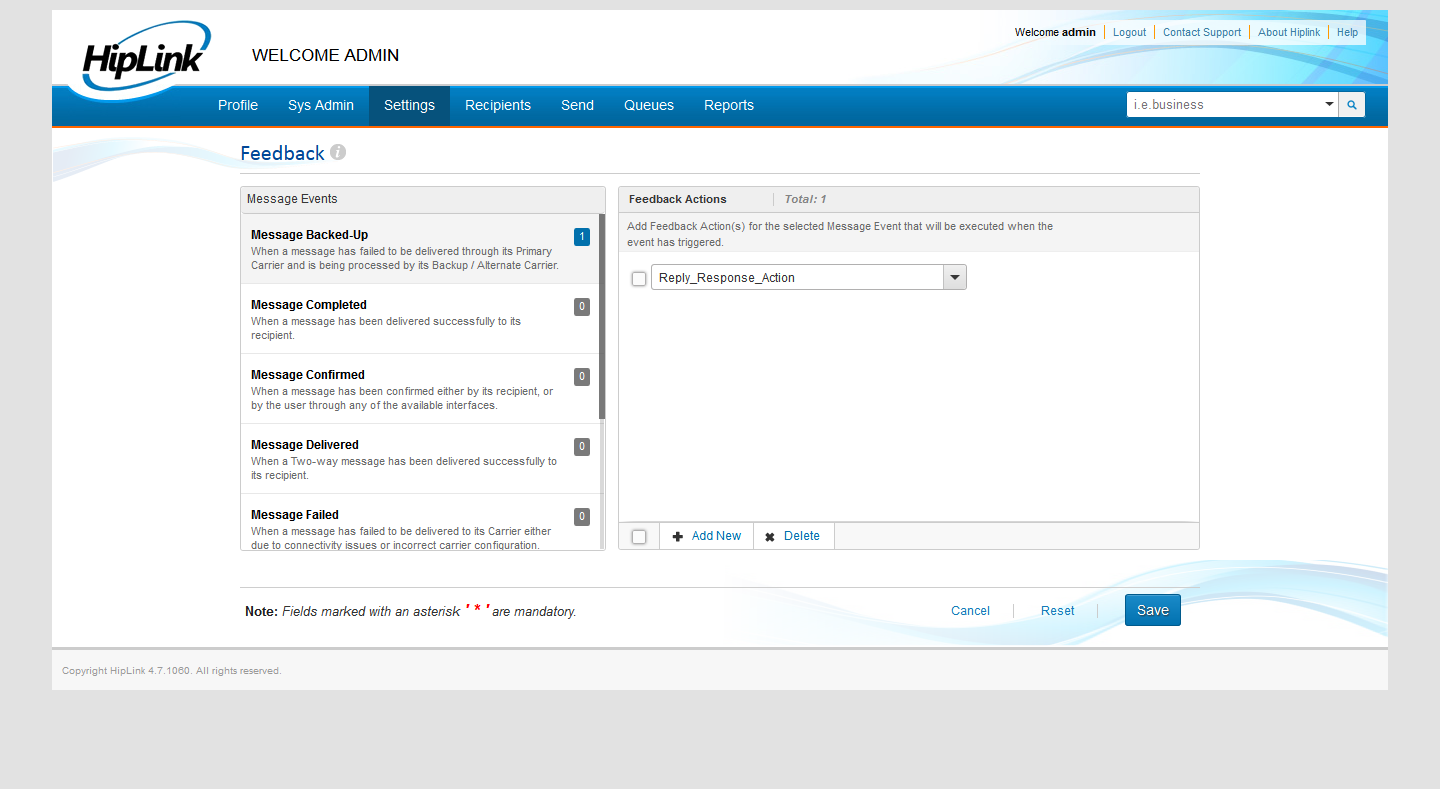 HipLink
WELCOME ADMIN
Welcome admin Logout Contact Support About Hiplink Help
Profile Sys Admin Settings Recipients Send Queues Reports
i.e.business
Feedback i
Message Events
Message Backed-Up 1
When a message has failed to be delivered through its Primary
Carrier and is being processed by its Backup / Alternate Carrier.
Message Completed 0
When a message has been delivered successfully to its
recipient.
Message Confirmed 0
When a message has been confirmed either by its recipient, or
by the user through any of the available interfaces.
Message Delivered 0
When a Two-way message has been delivered successfully to
its recipient.
Message Failed 0
When a message has failed to be delivered to its Carrier either
due to connectivity issues or incorrect carrier configuration.
Feedback Actions Total: 1
Add Feedback Action(s) for the selected Message Event that will be executed when the
event has triggered.
Reply_Response_Action
Add New Delete
Note: Fields marked with an asterisk ' * ' are mandatory.
Cancel Reset Save
Copyright HipLink 4.7.1060. All rights reserved.